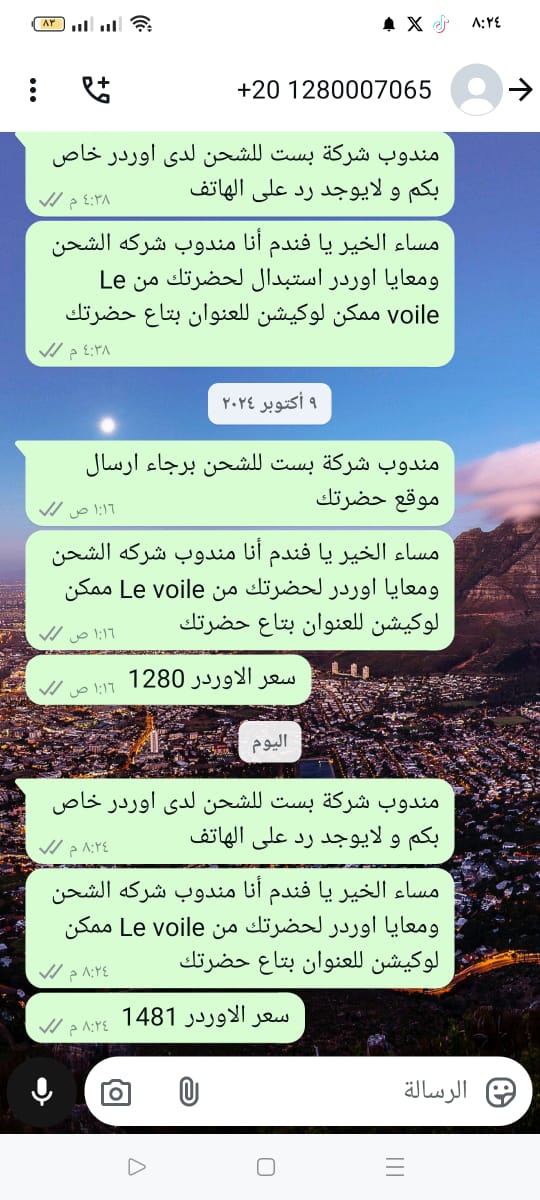 ٨٣
٨:٢٤
+20 1280007065
مندوب شركة بست للشحن لدى اوردر خاص
بكم و لايوجد رد على الهاتف
٤:٣٨ م
مساء الخير يا فندم أنا مندوب شركه الشحن
ومعايا اوردر استبدال لحضرتك من Le
voile ممكن لوكيشن للعنوان بتاع حضرتك
٤:٣٨ م
٩ أكتوبر ٢٠٢٤
مندوب شركة بست للشحن برجاء ارسال
موقع حضرتك
١:١٦ ص
مساء الخير يا فندم أنا مندوب شركه الشحن
ومعايا اوردر لحضرتك من Le voile ممكن
لوكيشن للعنوان بتاع حضرتك
١:١٦ ص
سعر الاوردر 1280
١:١٦ ص
اليوم
مندوب شركة بست للشحن لدى اوردر خاص
بكم و لايوجد رد على الهاتف
٨:٢٤ م
مساء الخير يا فندم أنا مندوب شركه الشحن
ومعايا اوردر لحضرتك من Le voile ممكن
لوكيشن للعنوان بتاع حضرتك
٨:٢٤ م
سعر الاوردر 1481
٨:٢٤ م
الرسالة